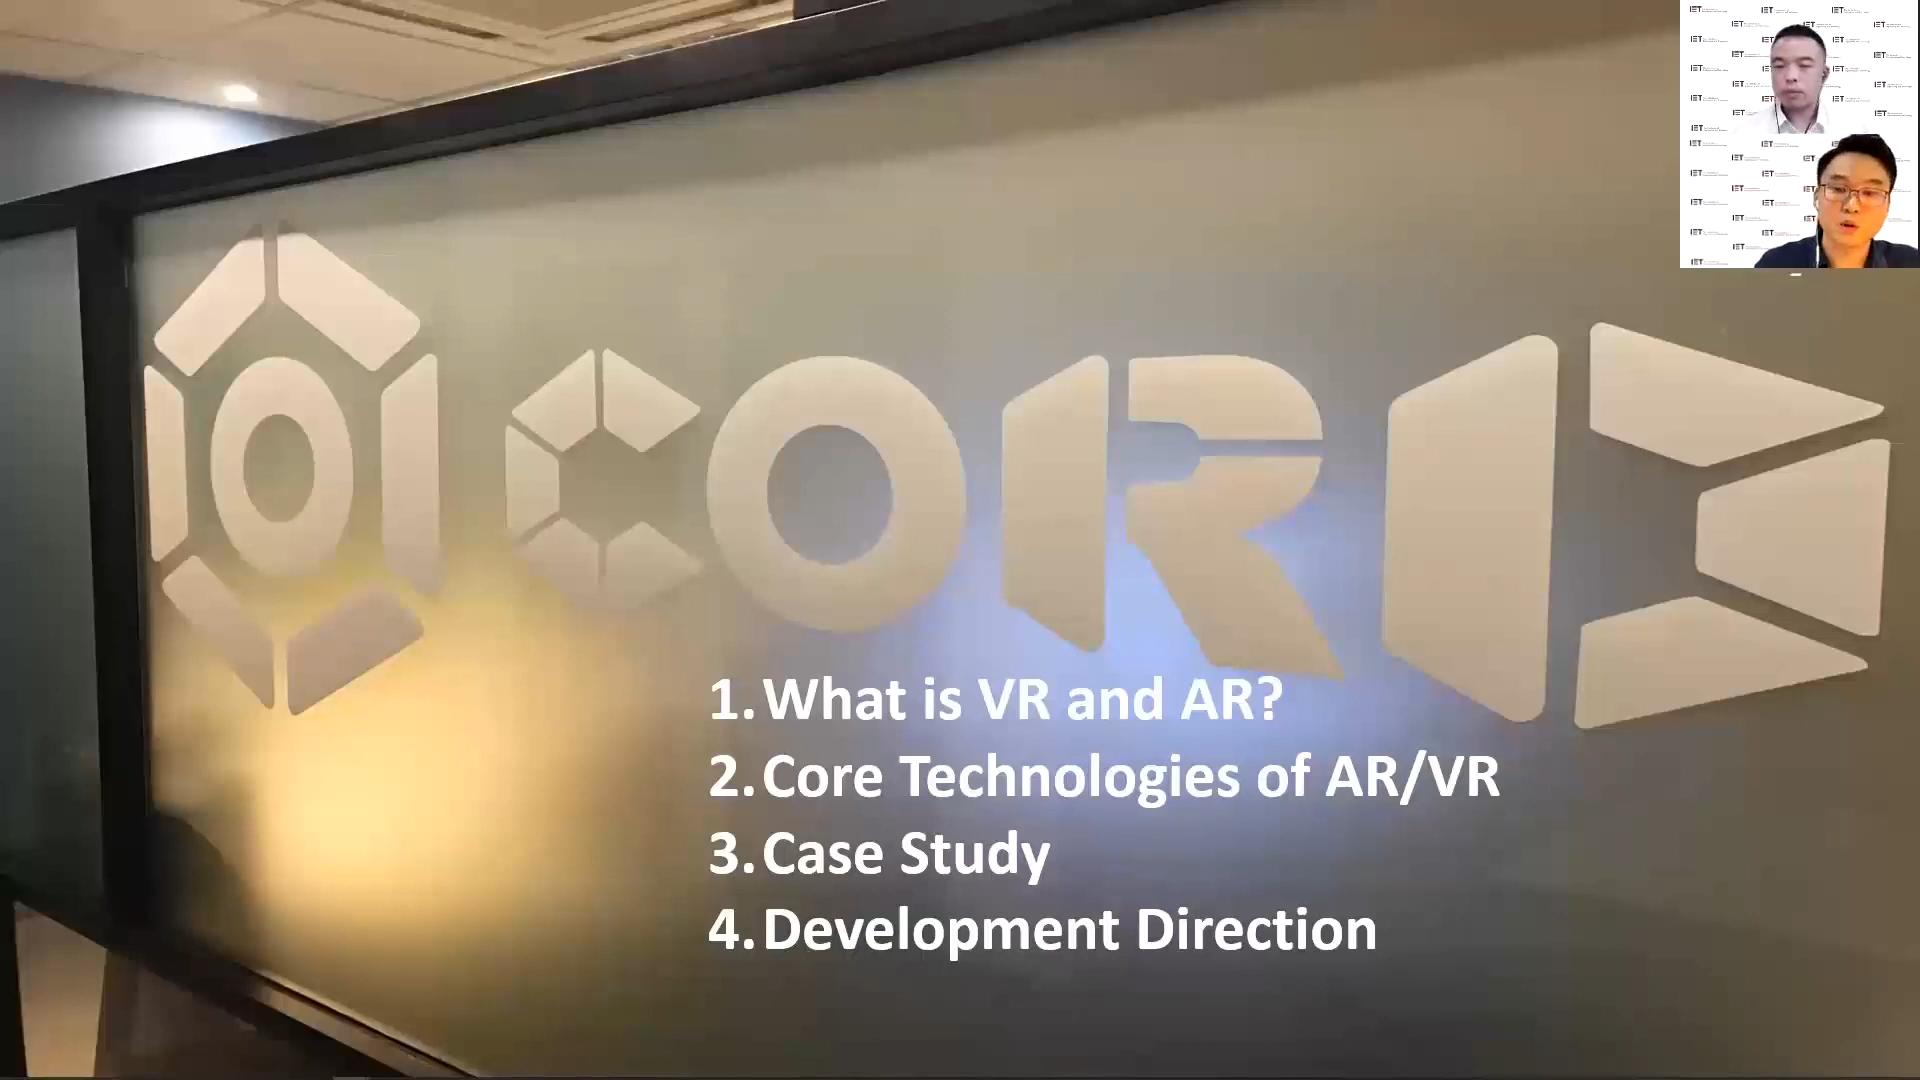 IET
CORE
1. What is VR and AR?
2. Core Technologies of AR/VR
3. Case Study
4. Development Direction